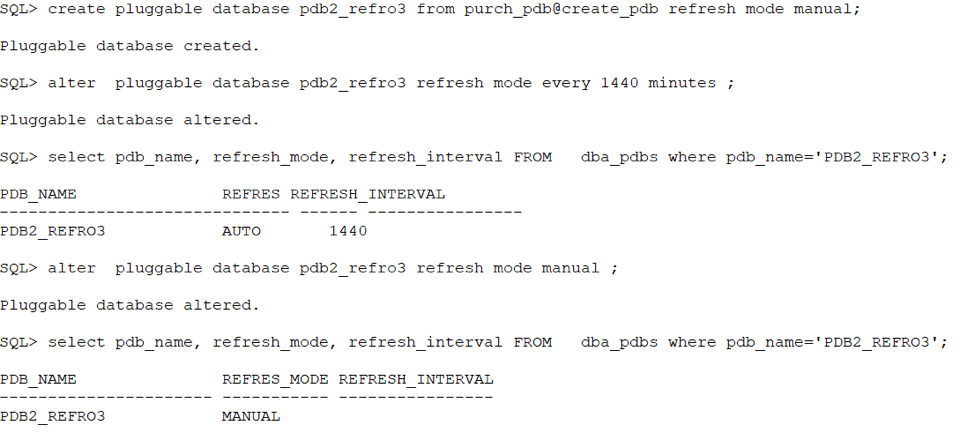 SQL> create pluggable database pdb2_refro3 from purch_pdb@create_pdb refresh mode manual;
Pluggable database created.
SQL> alter  pluggable database pdb2_refro3 refresh mode every 1440 minutes ;
Pluggable database altered.
SQL> select pdb_name, refresh_mode, refresh_interval FROM   dba_pdbs where pdb_name='PDB2_REFRO3';
PDB_NAME               REFRES REFRESH_INTERVAL
------------------------------ ------ ----------------
PDB2_REFRO3            AUTO       1440
SQL> alter  pluggable database pdb2_refro3 refresh mode manual ;
Pluggable database altered.
SQL> select pdb_name, refresh_mode, refresh_interval FROM   dba_pdbs where pdb_name='PDB2_REFRO3';
PDB_NAME               REFRES_MODE REFRESH_INTERVAL
---------------------- ----------- ----------------
PDB2_REFRO3            MANUAL